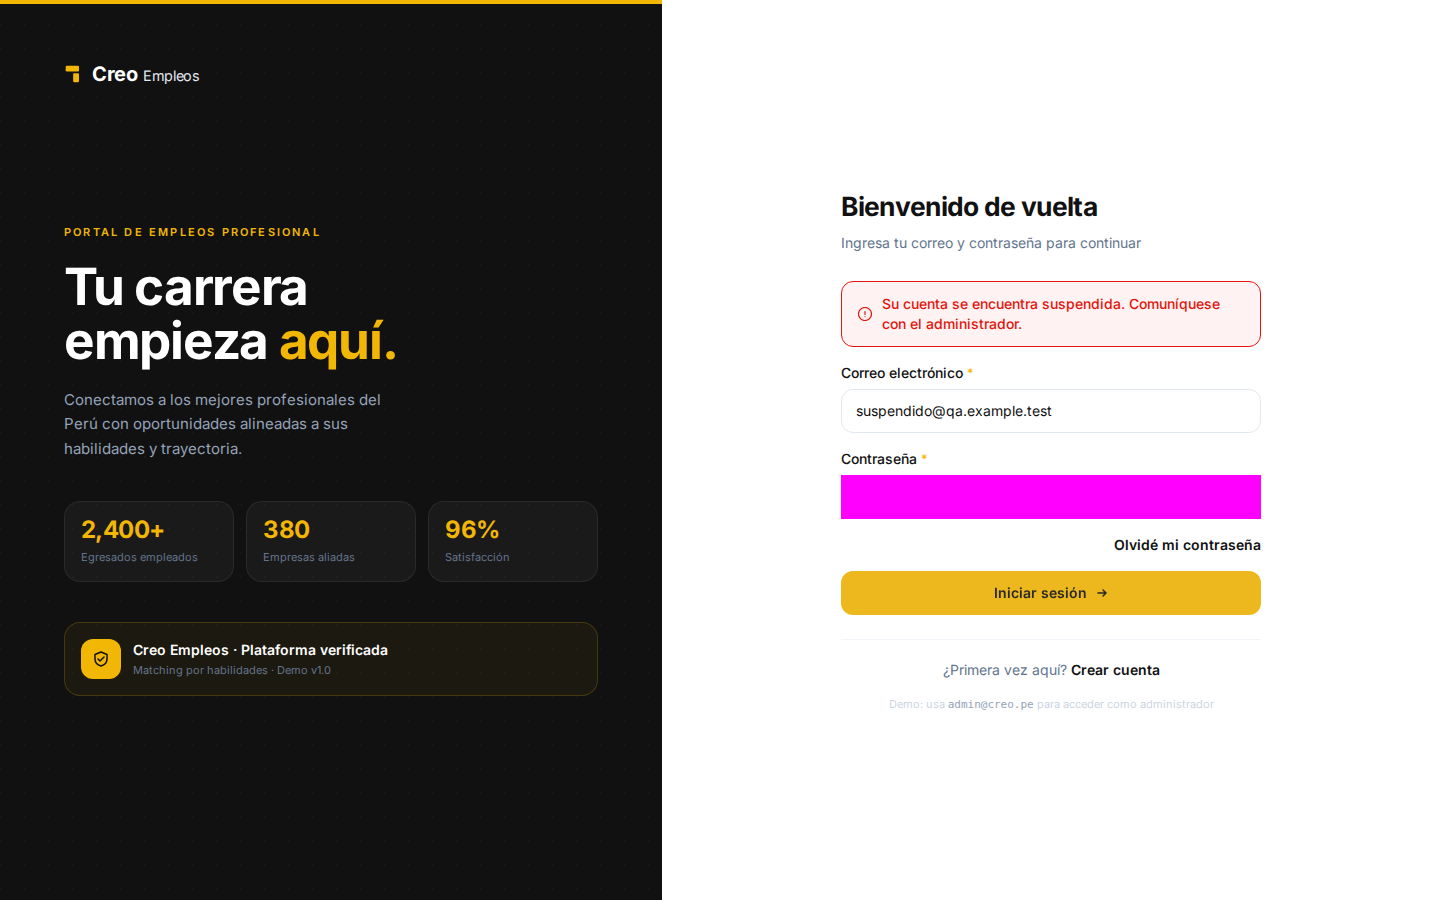 Creo Empleos
PORTAL DE EMPLEOS PROFESIONAL
Tu carrera
empieza aquí.
Conectamos a los mejores profesionales del
Perú con oportunidades alineadas a sus
habilidades y trayectoria.
2,400+
Egresados empleados
380
Empresas aliadas
96%
Satisfacción
Creo Empleos · Plataforma verificada
Matching por habilidades · Demo v1.0
Bienvenido de vuelta
Ingresa tu correo y contraseña para continuar
Su cuenta se encuentra suspendida. Comuníquese
con el administrador.
Correo electrónico *
suspendido@qa.example.test
Contraseña *
Olvidé mi contraseña
Iniciar sesión →
¿Primera vez aquí? Crear cuenta
Demo: usa admin@creo.pe para acceder como administrador